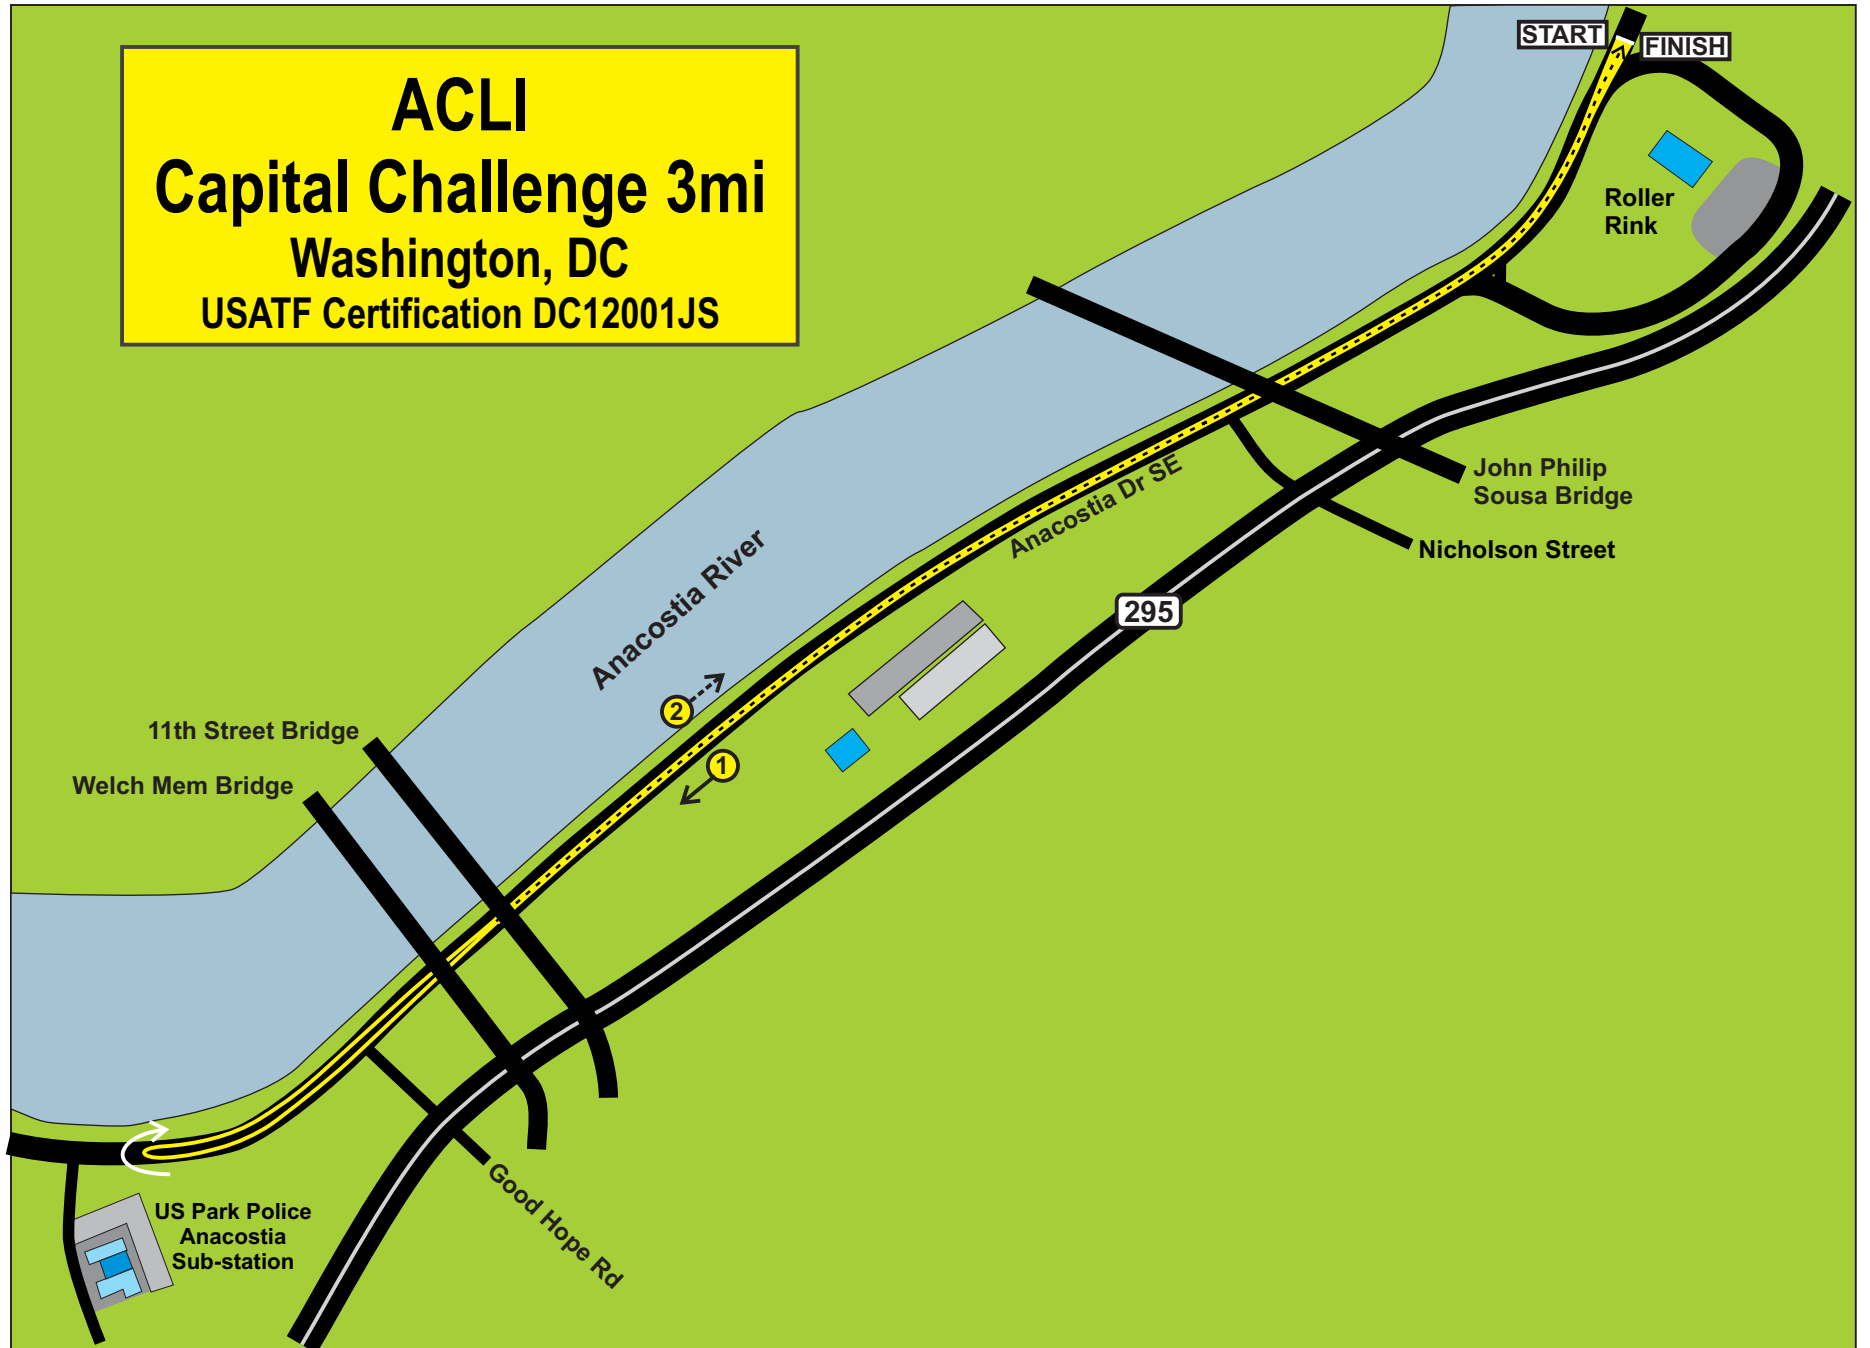 ACLI
Capital Challenge 3mi
Washington, DC
USATF Certification DC12001JS
START
FINISH
Roller
Rink
John Philip
Sousa Bridge
Nicholson Street
Anacostia Dr SE
295
Anacostia River
2
1
11th Street Bridge
Welch Mem Bridge
Good Hope Rd
US Park Police
Anacostia
Sub-station